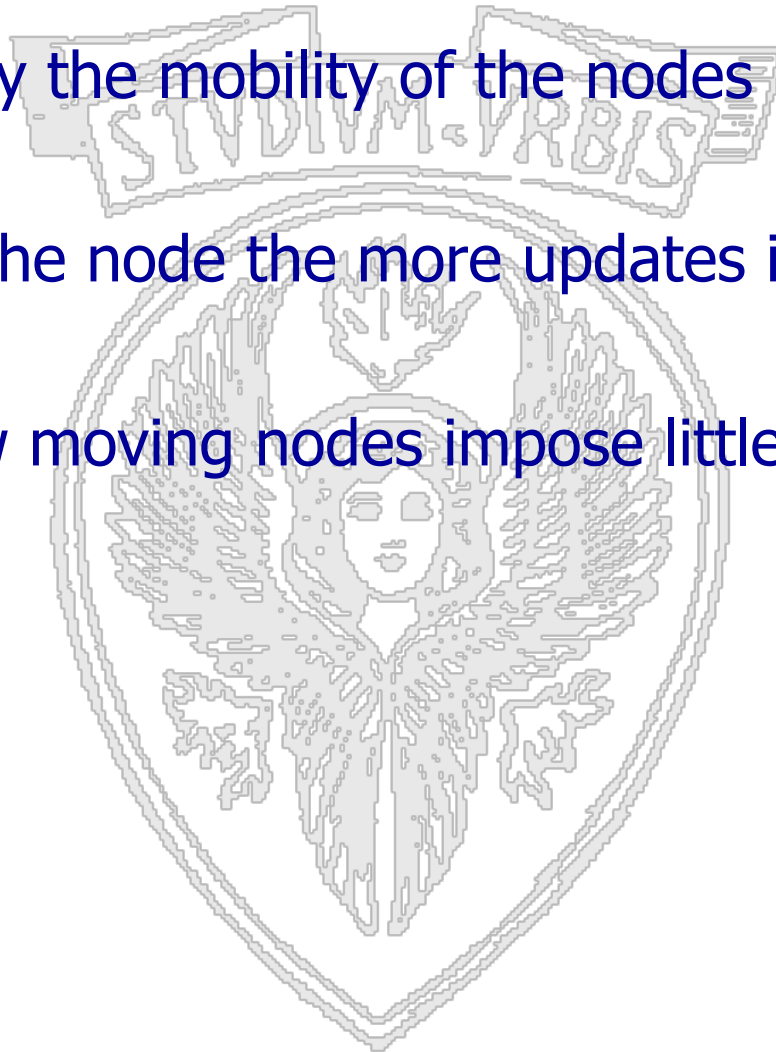 STVDIVM VRBIS
y the mobility of the nodes
he node the more updates i
w moving nodes impose little